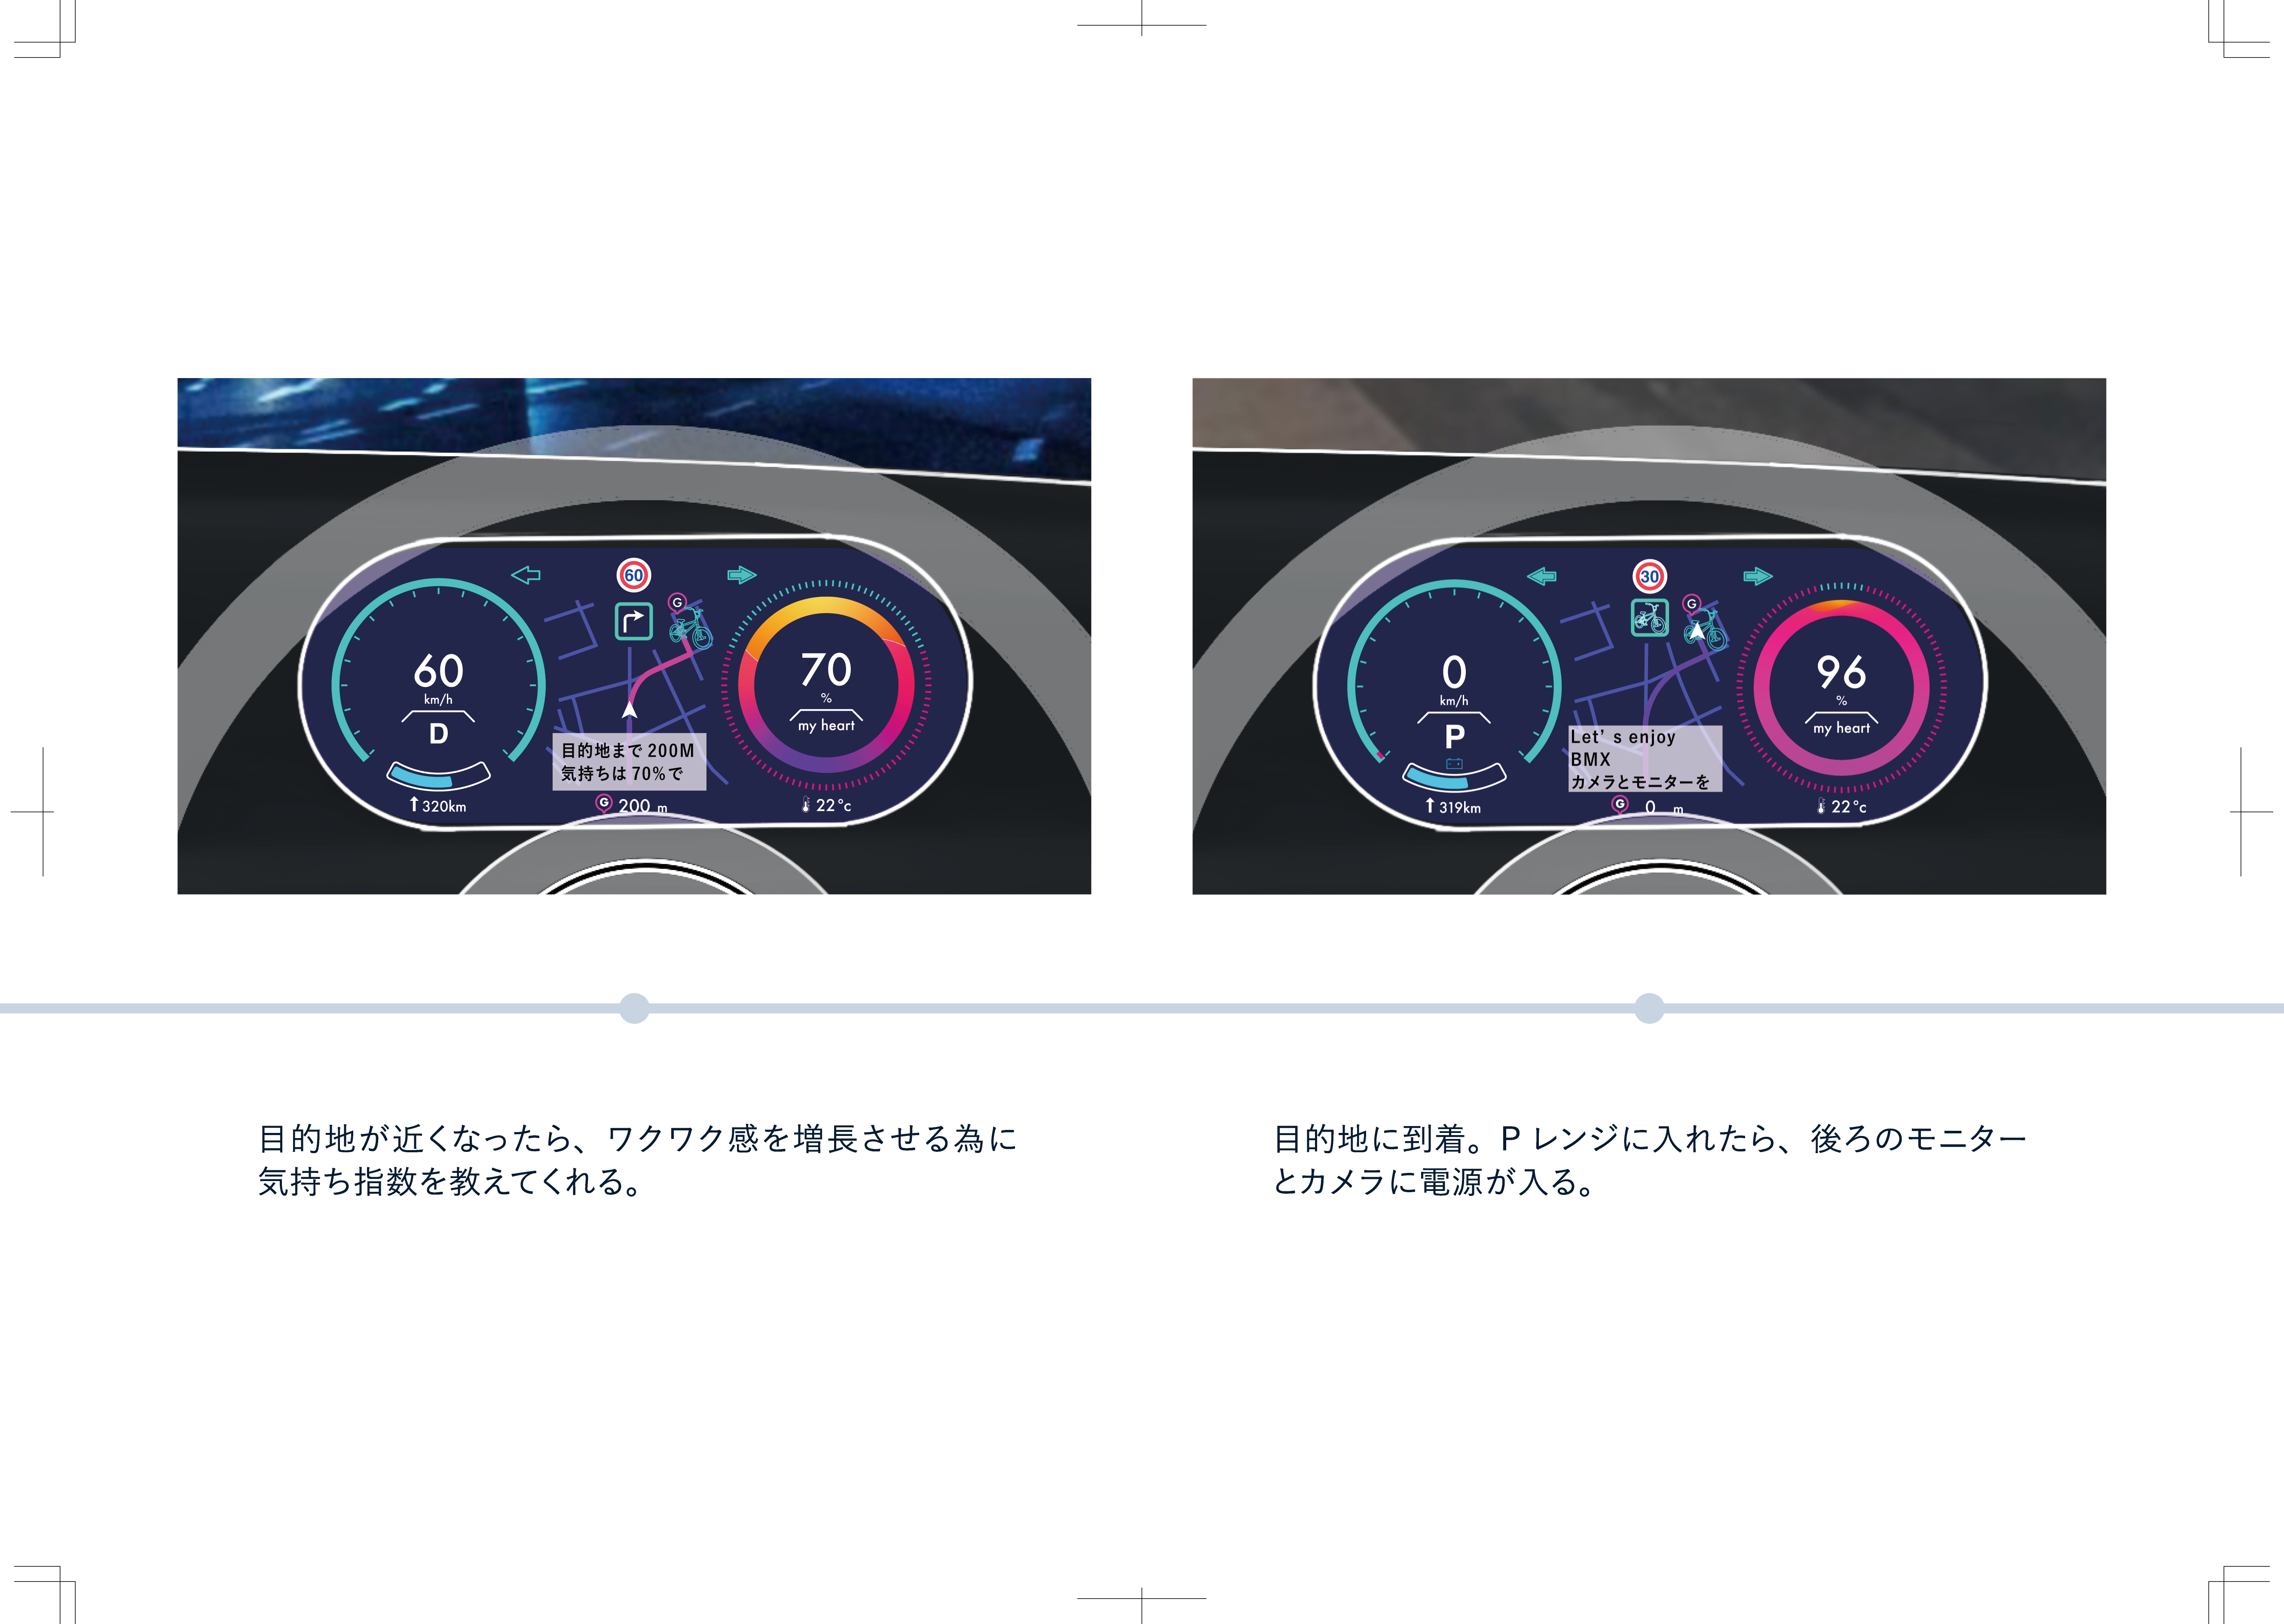 60
G
60
km/h
D
70
%
my heart
目的地まで 200M
気持ちは 70%で
320km
G 200 m
22°c
30
G
0
km/h
P
96
%
my heart
Let’s enjoy
BMX
カメラとモニターを
319km
G 0 m
22°c
目的地が近くなったら、ワクワク感を増長させる為に
気持ち指数を教えてくれる。
目的地に到着。P レンジに入れたら、後ろのモニター
とカメラに電源が入る。